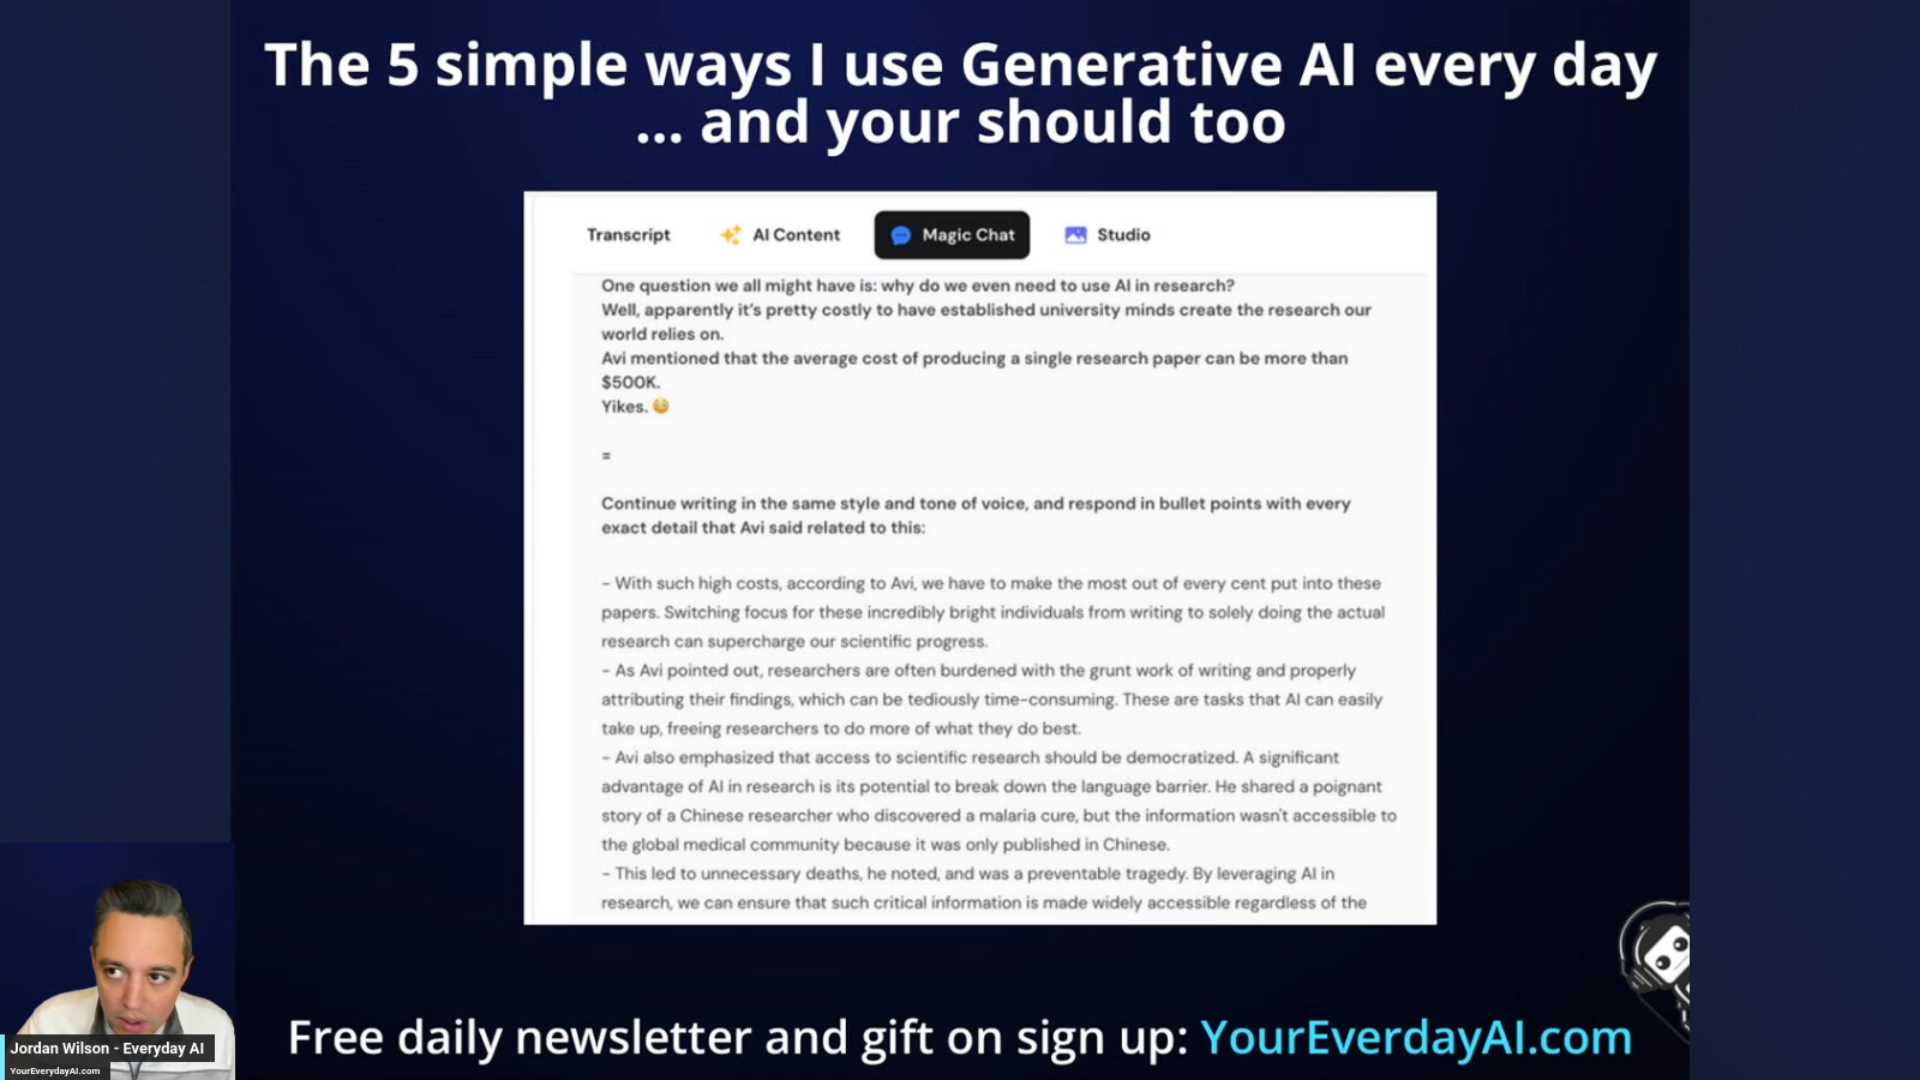 The 5 simple ways I use Generative AI every day
... and your should too
Transcript
AI Content
Magic Chat
Studio
One question we all might have is: why do we even need to use AI in research?
Well, apparently it's pretty costly to have established university minds create the research our
world relies on.
Avi mentioned that the average cost of producing a single research paper can be more than
$500K.
Yikes. 😅
=
Continue writing in the same style and tone of voice, and respond in bullet points with every
exact detail that Avi said related to this:
- With such high costs, according to Avi, we have to make the most out of every cent put into these
papers. Switching focus for these incredibly bright individuals from writing to solely doing the actual
research can supercharge our scientific progress.
- As Avi pointed out, researchers are often burdened with the grunt work of writing and properly
attributing their findings, which can be tediously time-consuming. These are tasks that AI can easily
take up, freeing researchers to do more of what they do best.
- Avi also emphasized that access to scientific research should be democratized. A significant
advantage of AI in research is its potential to break down the language barrier. He shared a poignant
story of a Chinese researcher who discovered a malaria cure, but the information wasn't accessible to
the global medical community because it was only published in Chinese.
- This led to unnecessary deaths, he noted, and was a preventable tragedy. By leveraging AI in
research, we can ensure that such critical information is made widely accessible regardless of the
Jordan Wilson - Everyday AI
YourEverydayAI.com
Free daily newsletter and gift on sign up: YourEverdayAI.com